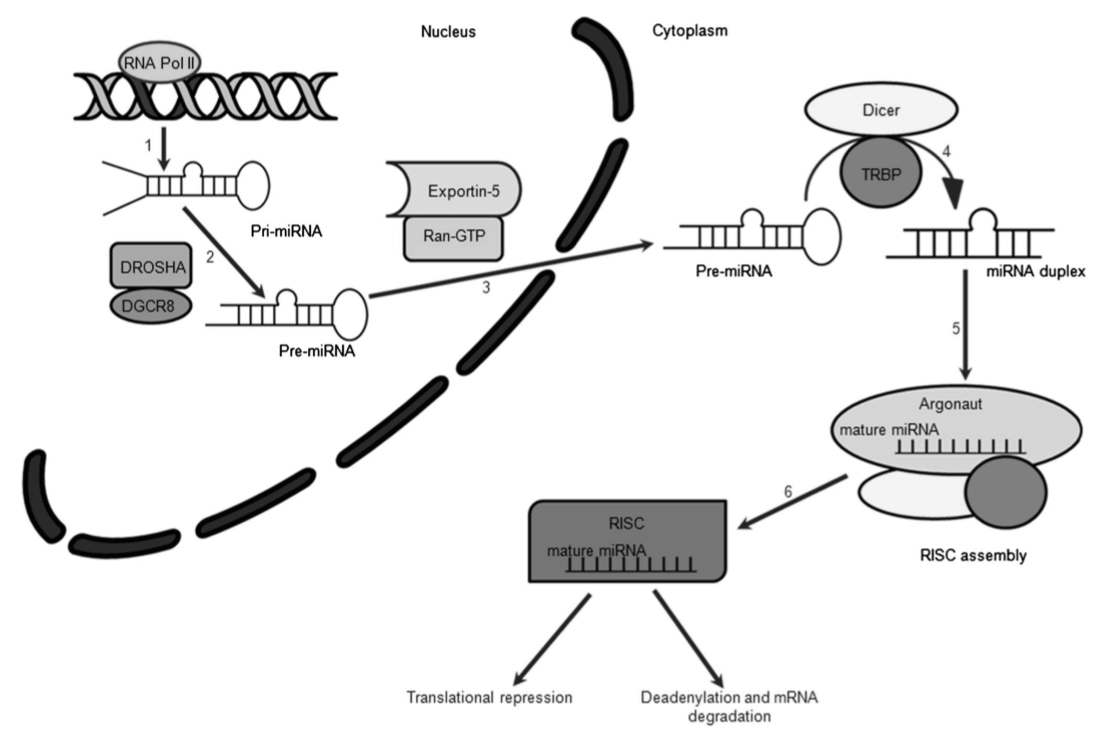 Nucleus
Cytoplasm
RNA Pol II
1
Pri-miRNA
DROSHA
DGCR8
2
Pre-miRNA
Exportin-5
Ran-GTP
3
Pre-miRNA
Dicer
TRBP
4
miRNA duplex
5
Argonaut
mature miRNA
RISC assembly
6
RISC
mature miRNA
Translational repression
Deadenylation and mRNA
degradation